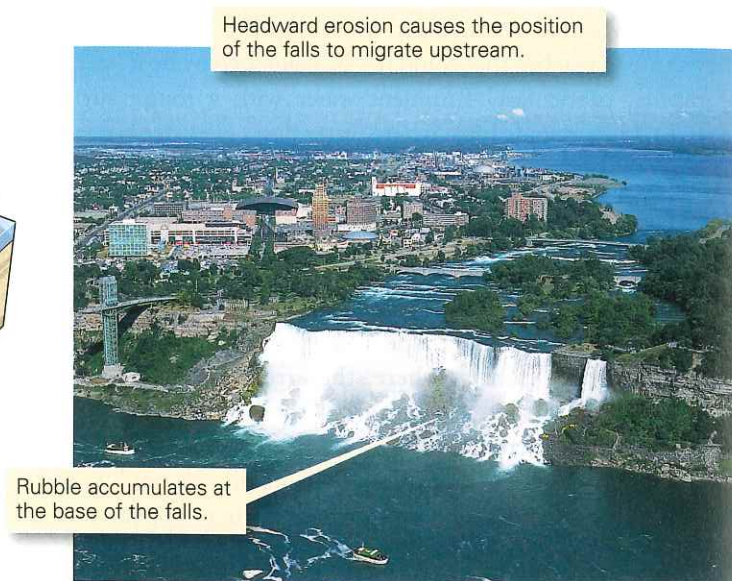 Headward erosion causes the position
of the falls to migrate upstream.
Rubble accumulates at
the base of the falls.